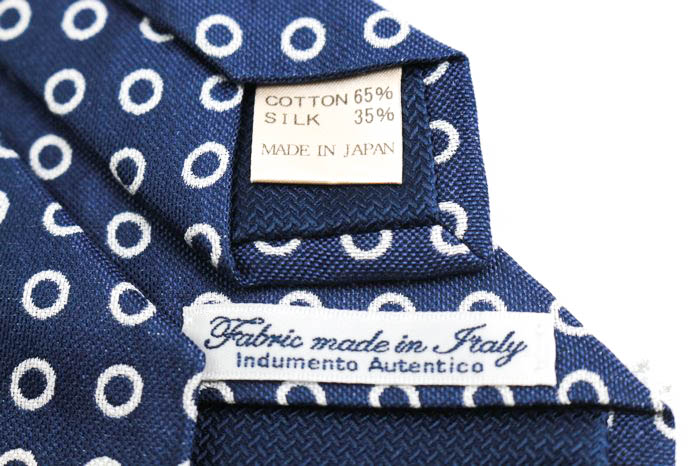 COTTON 65%
SILK 35%
MADE IN JAPAN
Fabric made in Italy
Indumento Autentico